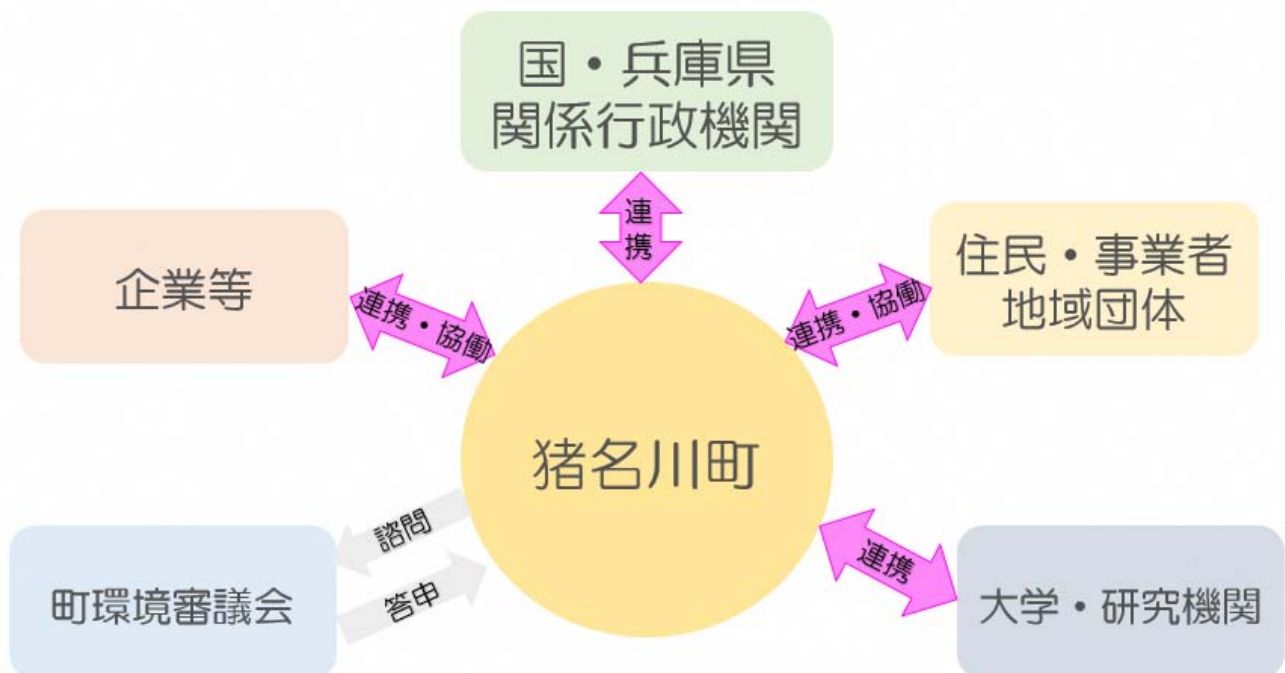 国・兵庫県
関係行政機関
連携
企業等
連携・協働
住民・事業者
地域団体
連携・協働
猪名川町
諮問
答申
町環境審議会
連携
大学・研究機関